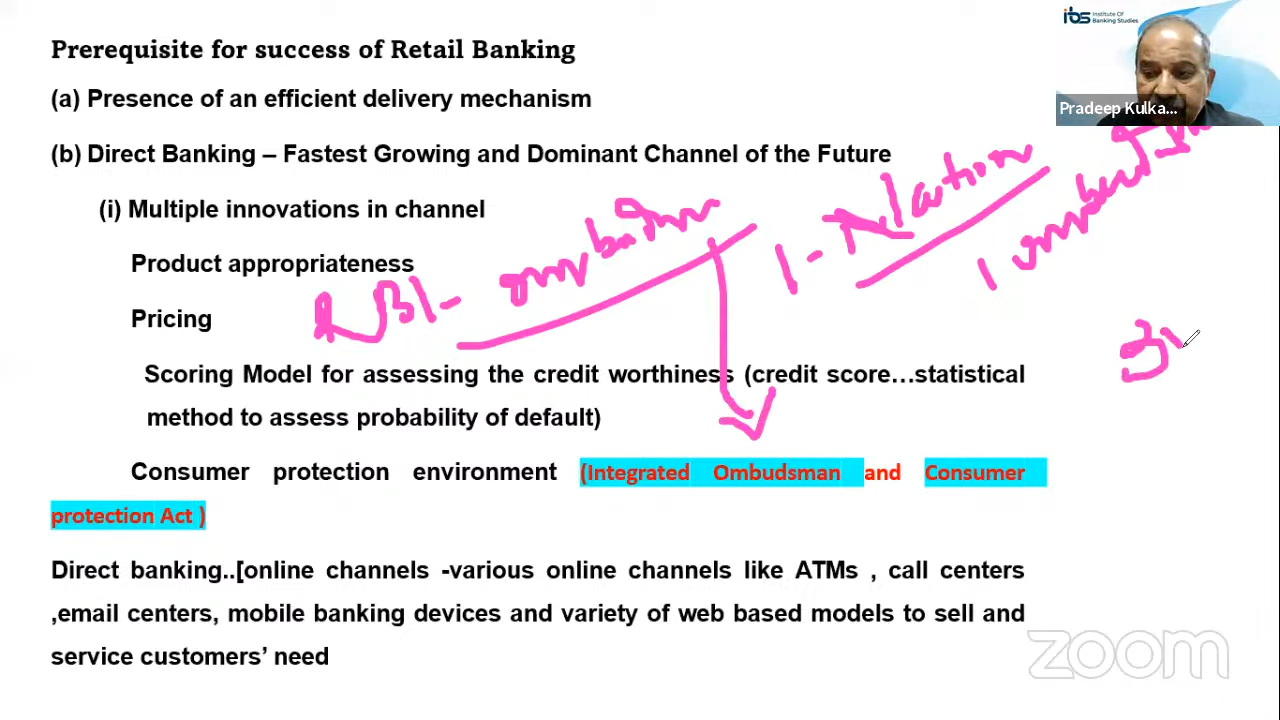 ibs Institute Of
Banking Studies
Prerequisite for success of Retail Banking
(a) Presence of an efficient delivery mechanism
Pradeep Kulka...
(b) Direct Banking – Fastest Growing and Dominant Channel of the Future
(i) Multiple innovations in channel
1 - Nation
1 ombudsman
RBI - ombudsman
Product appropriateness
Pricing
Scoring Model for assessing the credit worthiness (credit score…statistical
method to assess probability of default)
Consumer protection environment (Integrated Ombudsman and Consumer
protection Act )
Direct banking..[online channels -various online channels like ATMs , call centers
,email centers, mobile banking devices and variety of web based models to sell and
service customers’ need
zoom